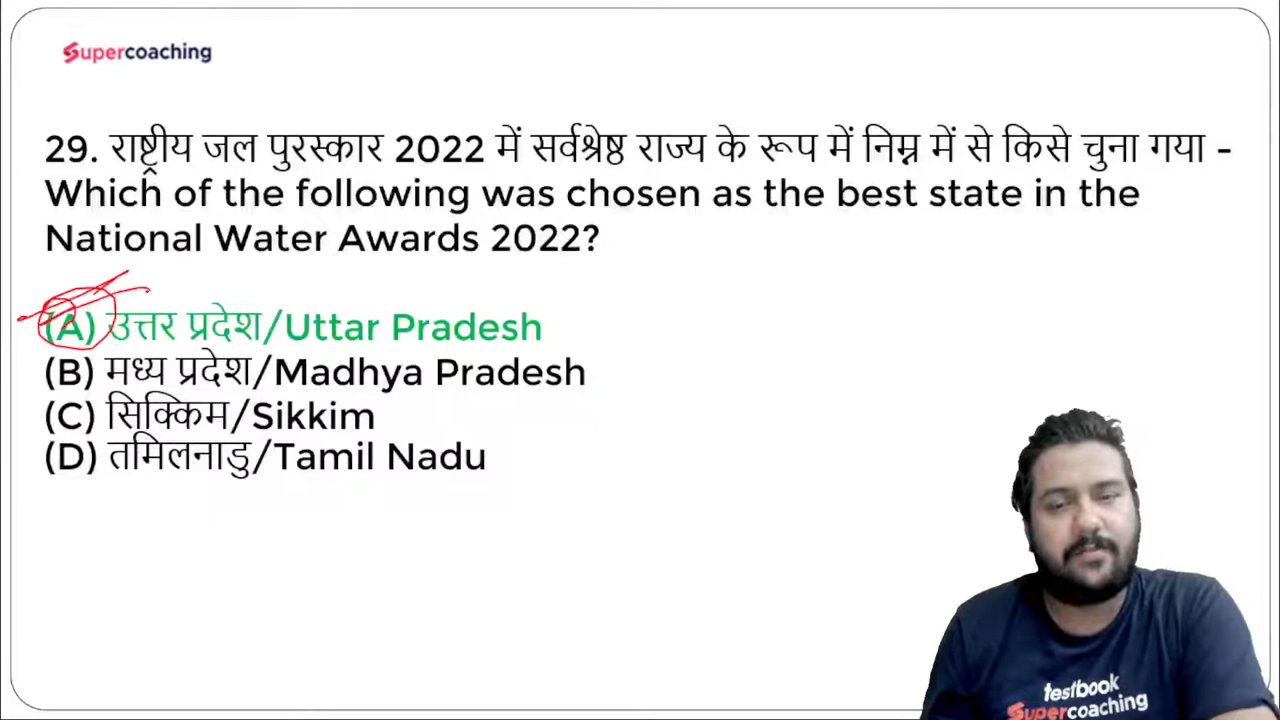 Supercoaching
29. राष्ट्रीय जल पुरस्कार 2022 में सर्वश्रेष्ठ राज्य के रूप में निम्न में से किसे चुना गया -
Which of the following was chosen as the best state in the
National Water Awards 2022?
(A) उत्तर प्रदेश/Uttar Pradesh
(B) मध्य प्रदेश/Madhya Pradesh
(C) सिक्किम/Sikkim
(D) तमिलनाडु/Tamil Nadu
testbook
Supercoaching